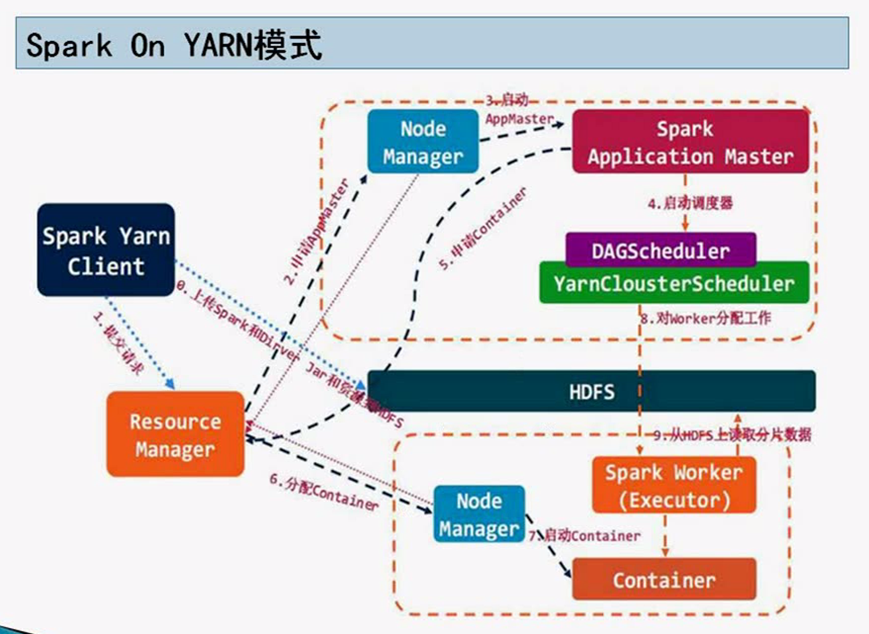 Spark On YARN模式
3.启动
AppMaster
Node
Manager
Spark
Application Master
2.申请AppMaster
5.申请Container
4.启动调度器
Spark Yarn
Client
DAGScheduler
YarnClousterScheduler
0.上传Spark和Dirver Jar和资源到HDFS
1.提交请求
8.对Worker分配工作
HDFS
Resource
Manager
9.从HDFS上读取分片数据
6.分配Container
Node
Manager
Spark Worker
(Executor)
7.启动Container
Container